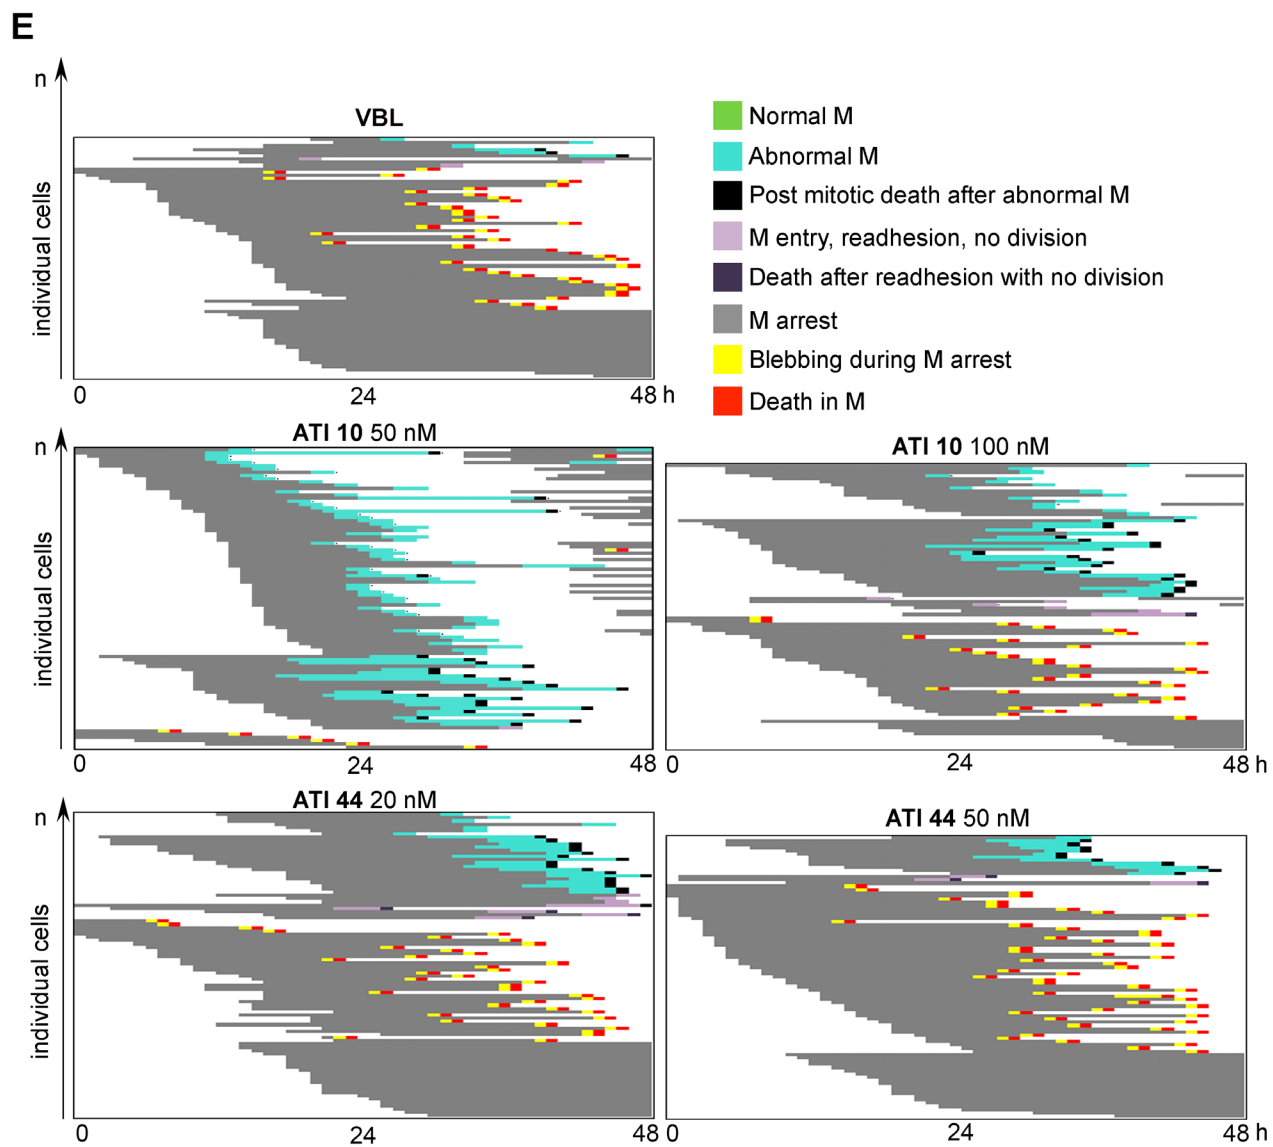 E
n
VBL
individual cells
0 24 48 h
Normal M
Abnormal M
Post mitotic death after abnormal M
M entry, readhesion, no division
Death after readhesion with no division
M arrest
Blebbing during M arrest
Death in M
n
ATI 10 50 nM
individual cells
0 24 48
ATI 10 100 nM
0 24 48 h
n
ATI 44 20 nM
individual cells
0 24 48
ATI 44 50 nM
0 24 48 h